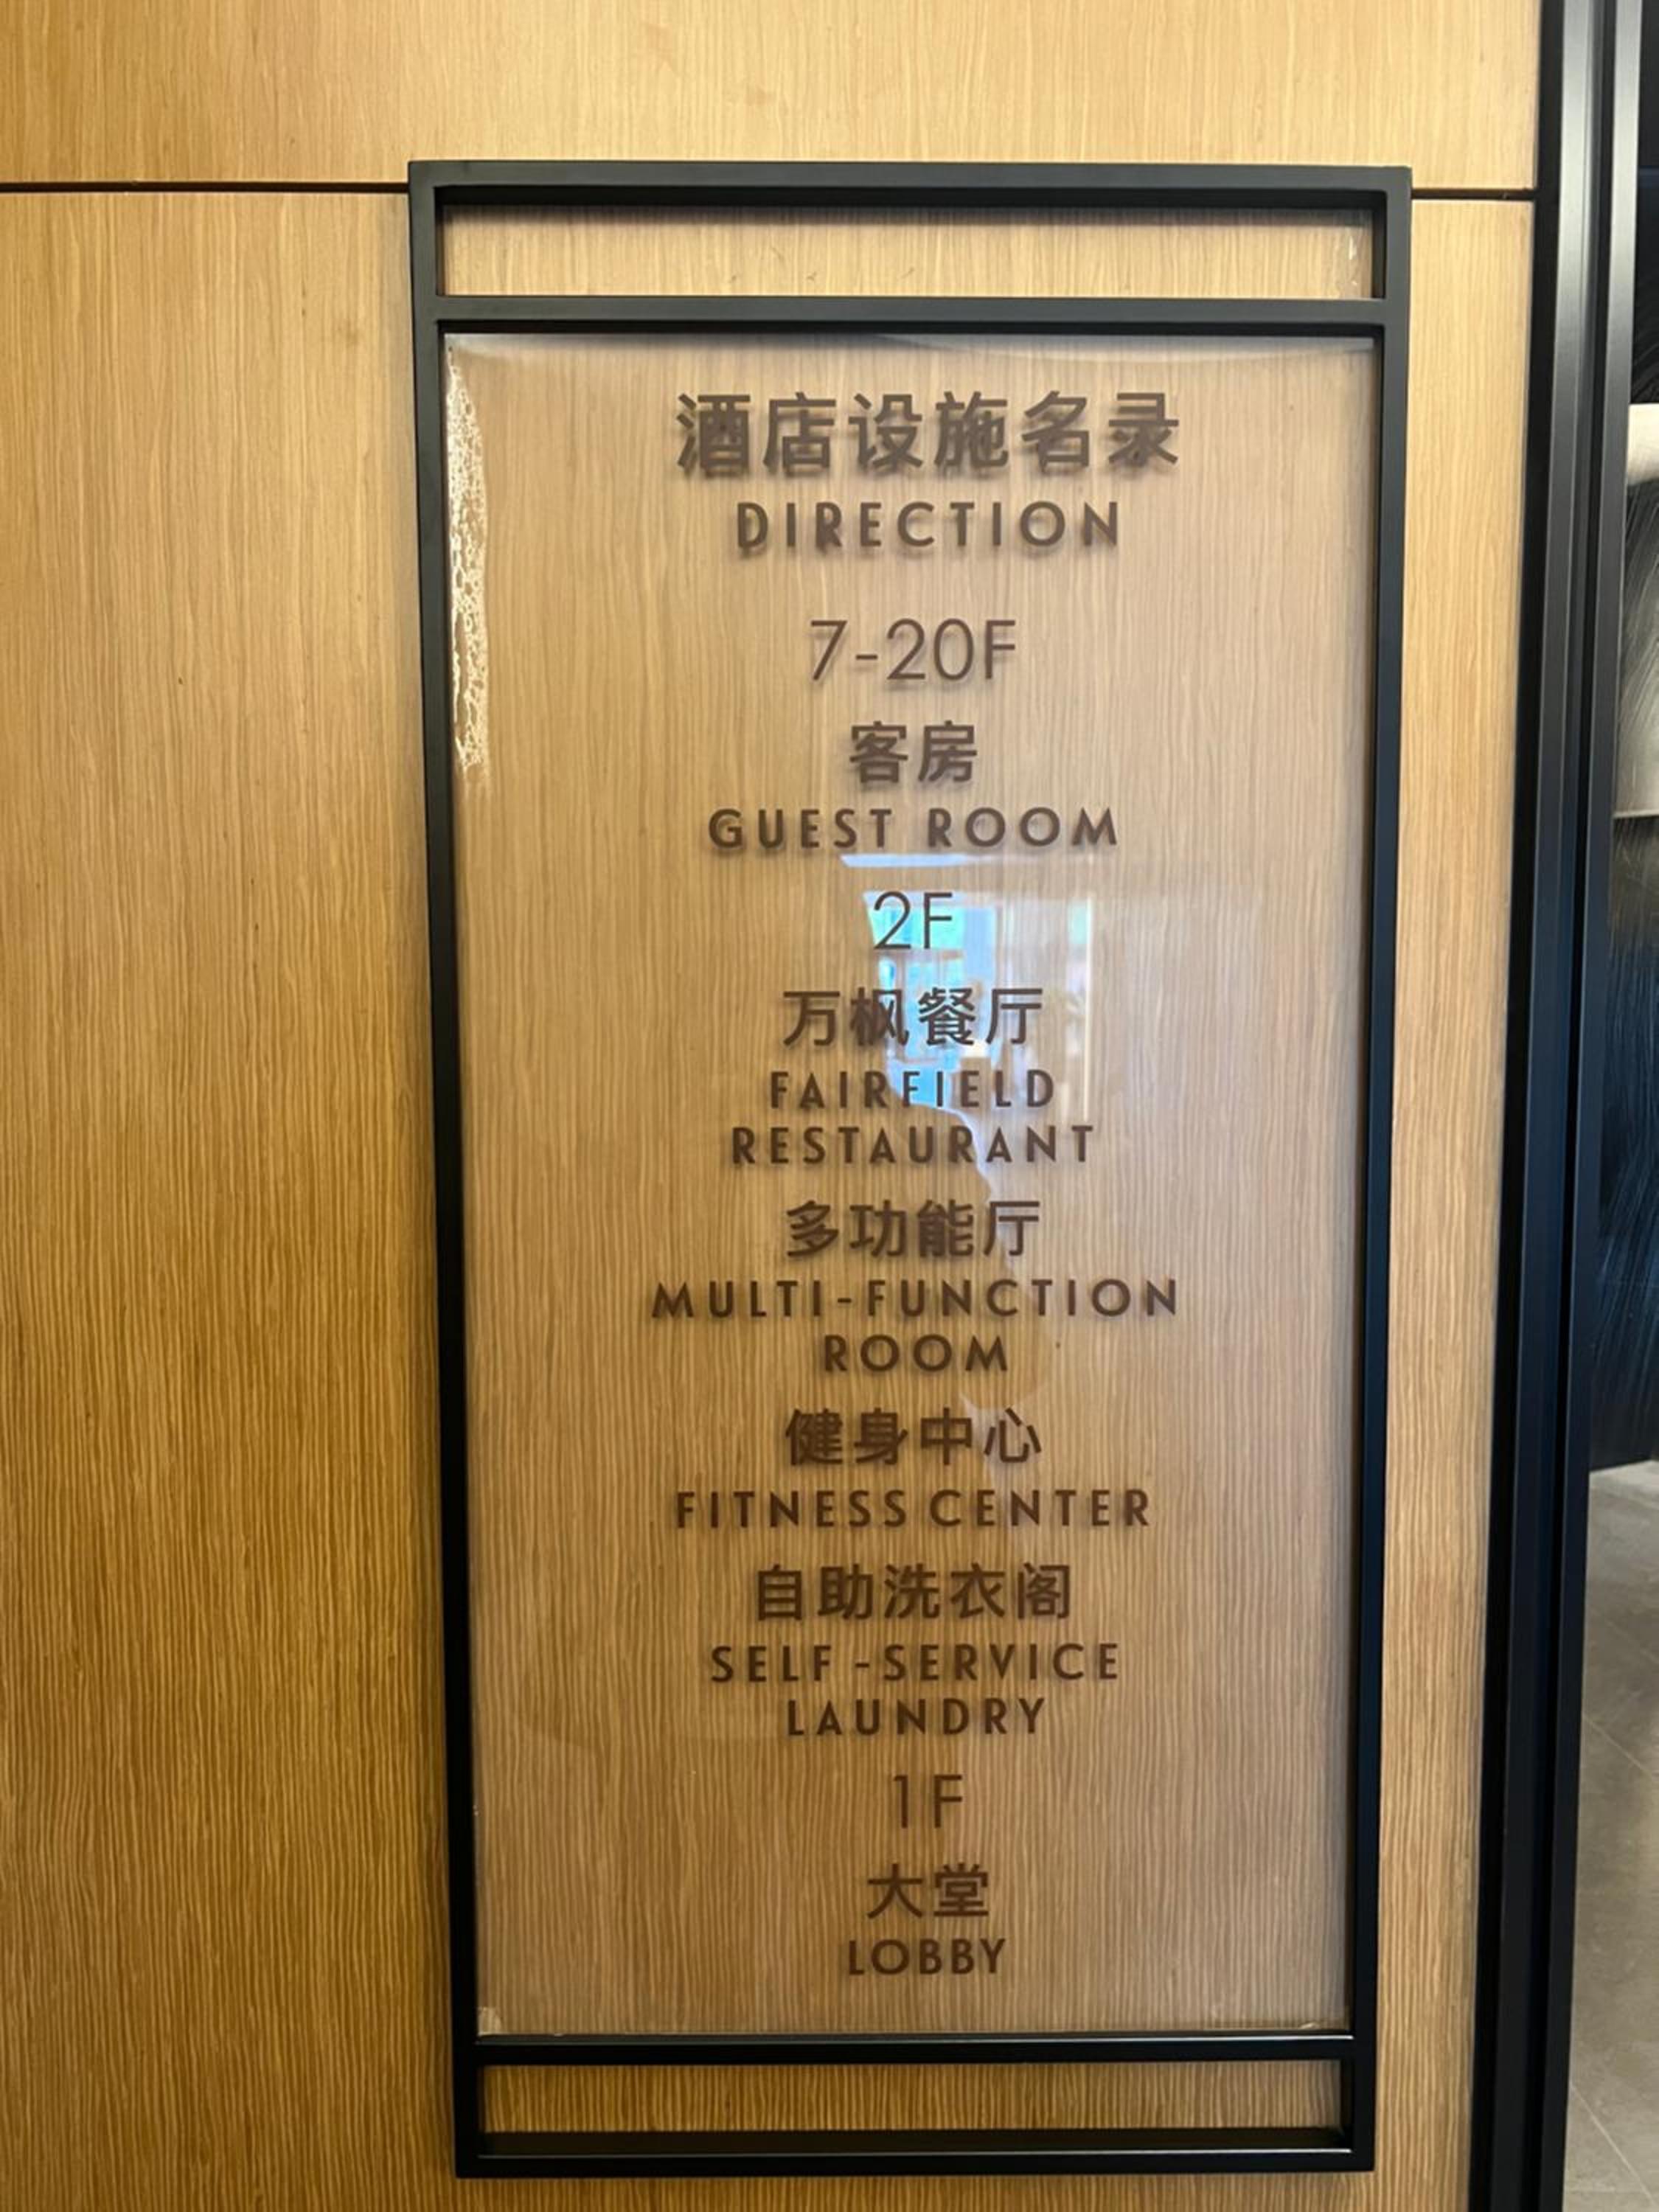 酒店设施名录
DIRECTION
7-20F
客房
GUEST ROOM
2F
万枫餐厅
FAIRFIELD
RESTAURANT
多功能厅
MULTI-FUNCTION
ROOM
健身中心
FITNESS CENTER
自助洗衣阁
SELF-SERVICE
LAUNDRY
1F
大堂
LOBBY